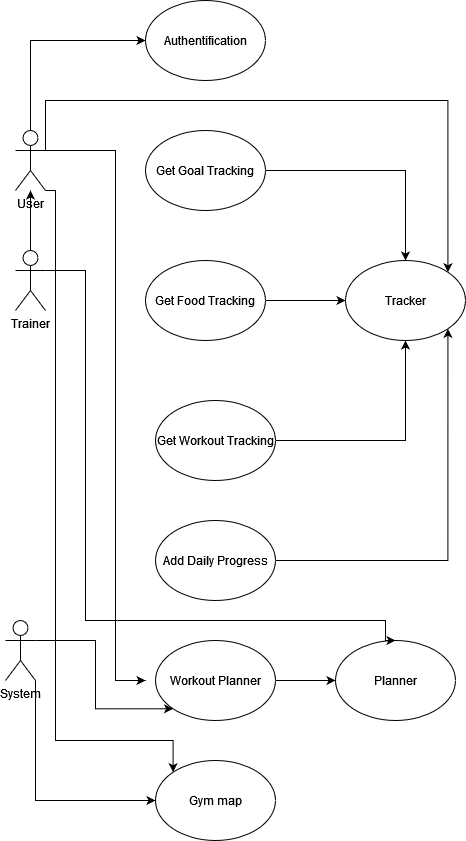 Authentification
User
Get Goal Tracking
Trainer
Get Food Tracking
Tracker
Get Workout Tracking
Add Daily Progress
System
Workout Planner
Planner
Gym map